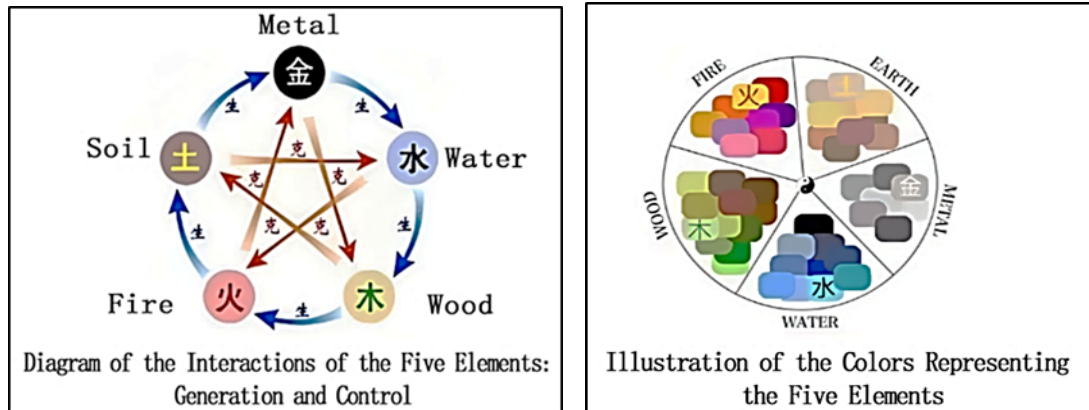 Metal
金
生
生
Soil
土
克
水
Water
克
克
克
克
生
生
Fire
火
木
Wood
生
Diagram of the Interactions of the Five Elements:
Generation and Control
FIRE
EARTH
火
土
WOOD
木
金
METAL
水
WATER
Illustration of the Colors Representing
the Five Elements